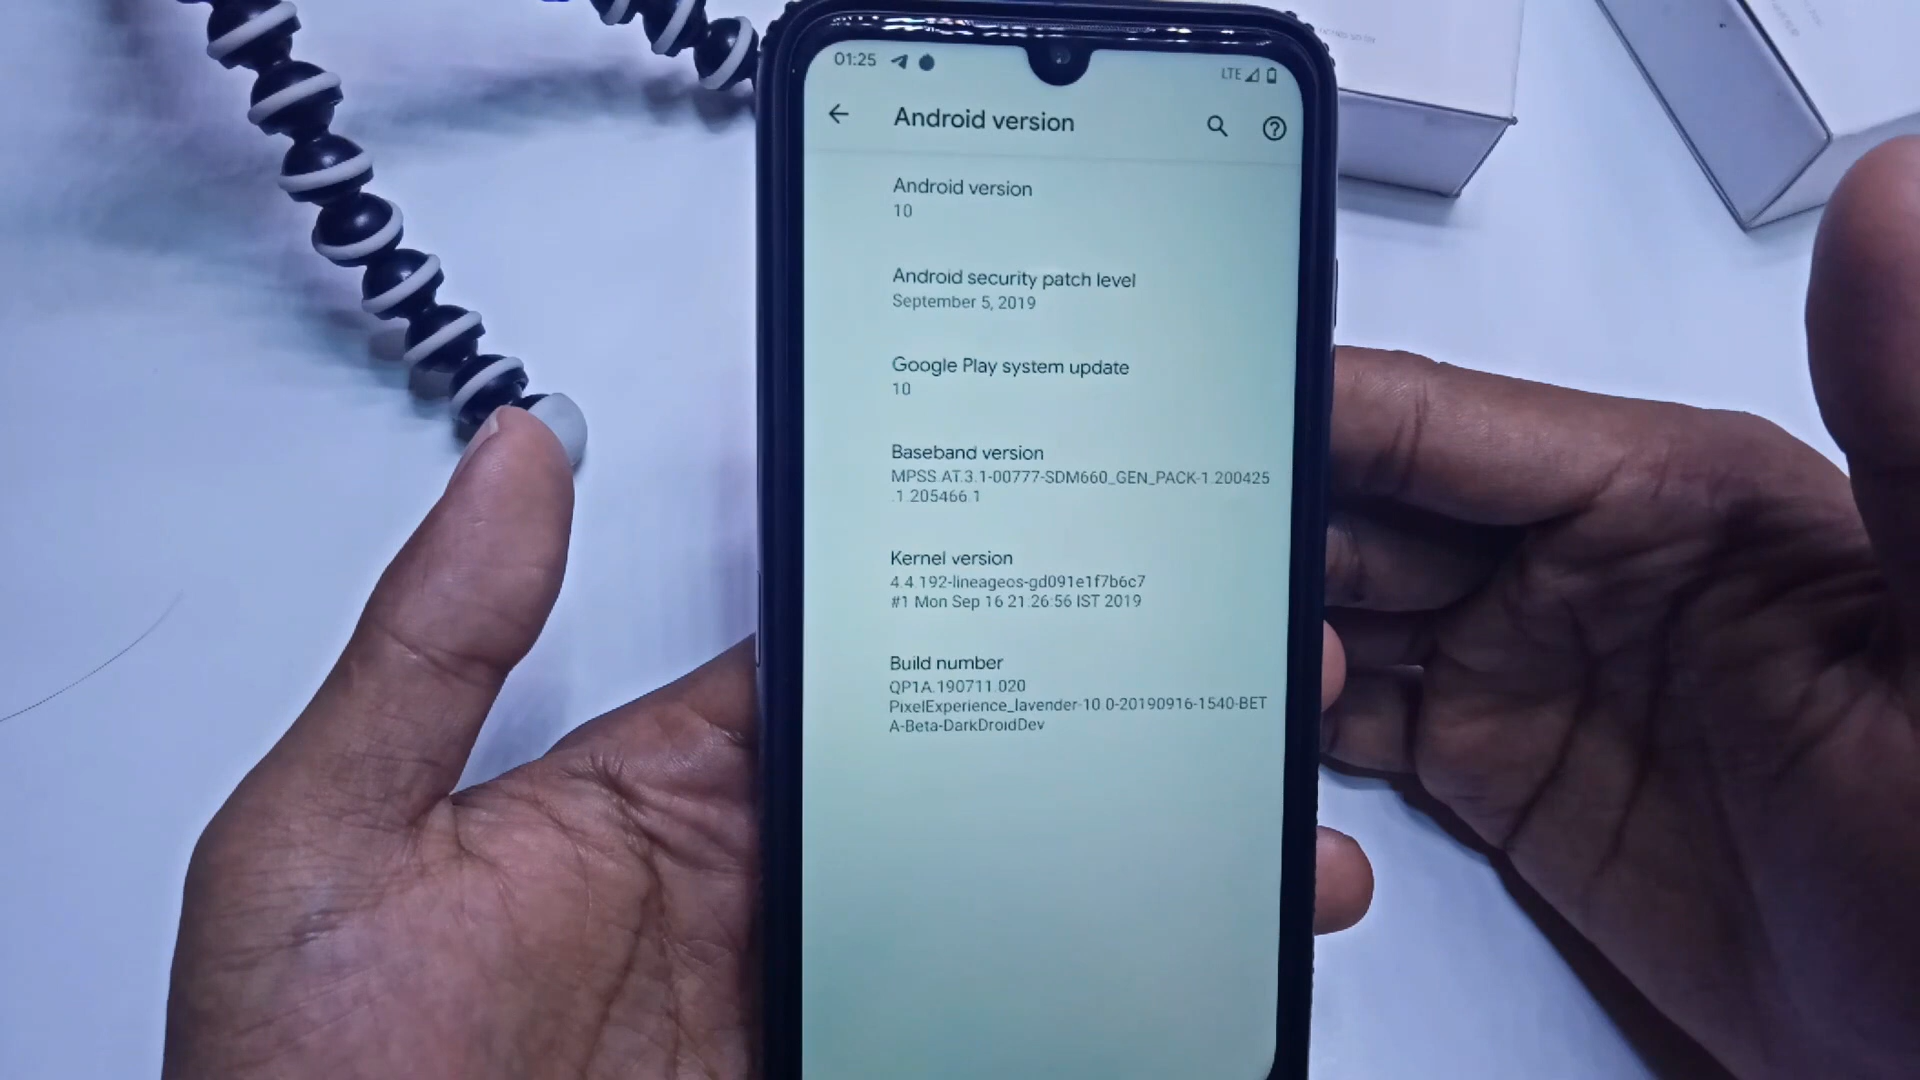 01:25
LTE
Android version
Android version
10
Android security patch level
September 5, 2019
Google Play system update
10
Baseband version
MPSS.AT.3.1-00777-SDM660_GEN_PACK-1.200425
.1.205466.1
Kernel version
4.4.192-lineageos-gd091e1f7b6c7
#1 Mon Sep 16 21:26:56 IST 2019
Build number
QP1A.190711.020
PixelExperience_lavender-10.0-20190916-1540-BET
A-Beta-DarkDroidDev